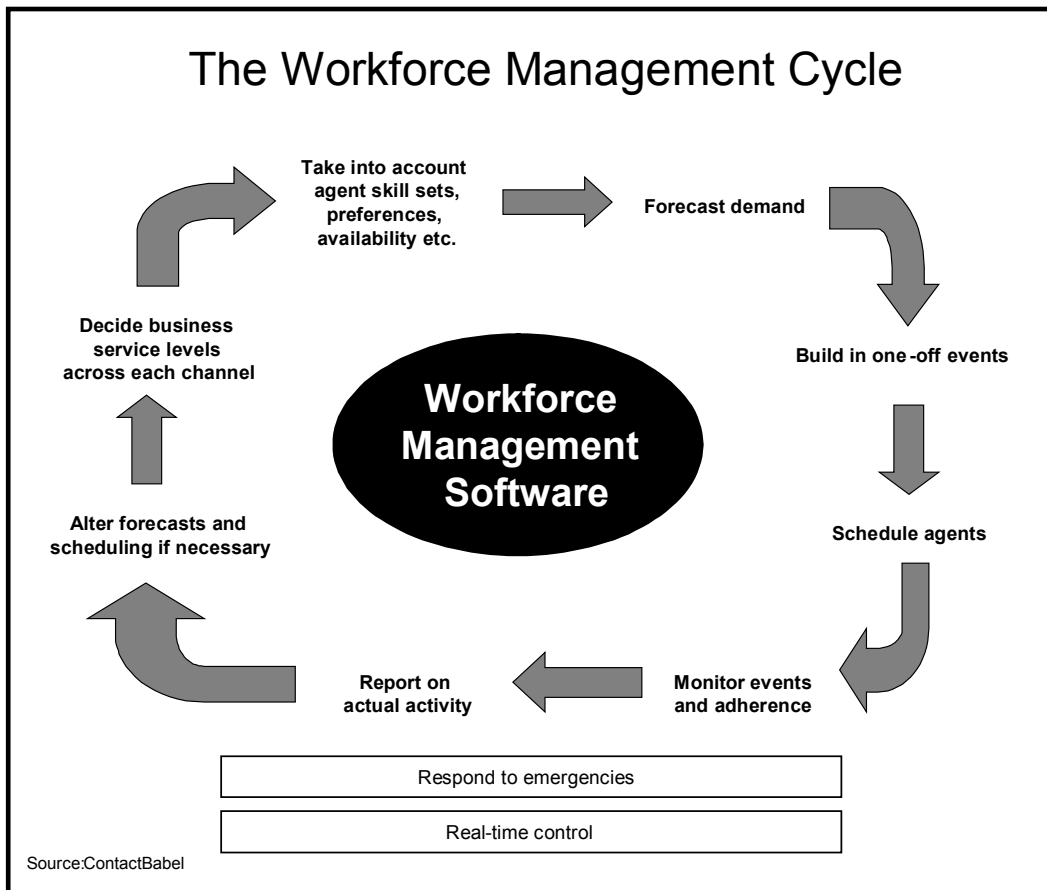 The Workforce Management Cycle
Take into account
agent skill sets,
preferences,
availability etc.
Forecast demand
Build in one-off events
Schedule agents
Monitor events
and adherence
Report on
actual activity
Alter forecasts and
scheduling if necessary
Decide business
service levels
across each channel
Workforce
Management
Software
Respond to emergencies
Real-time control
Source:ContactBabel